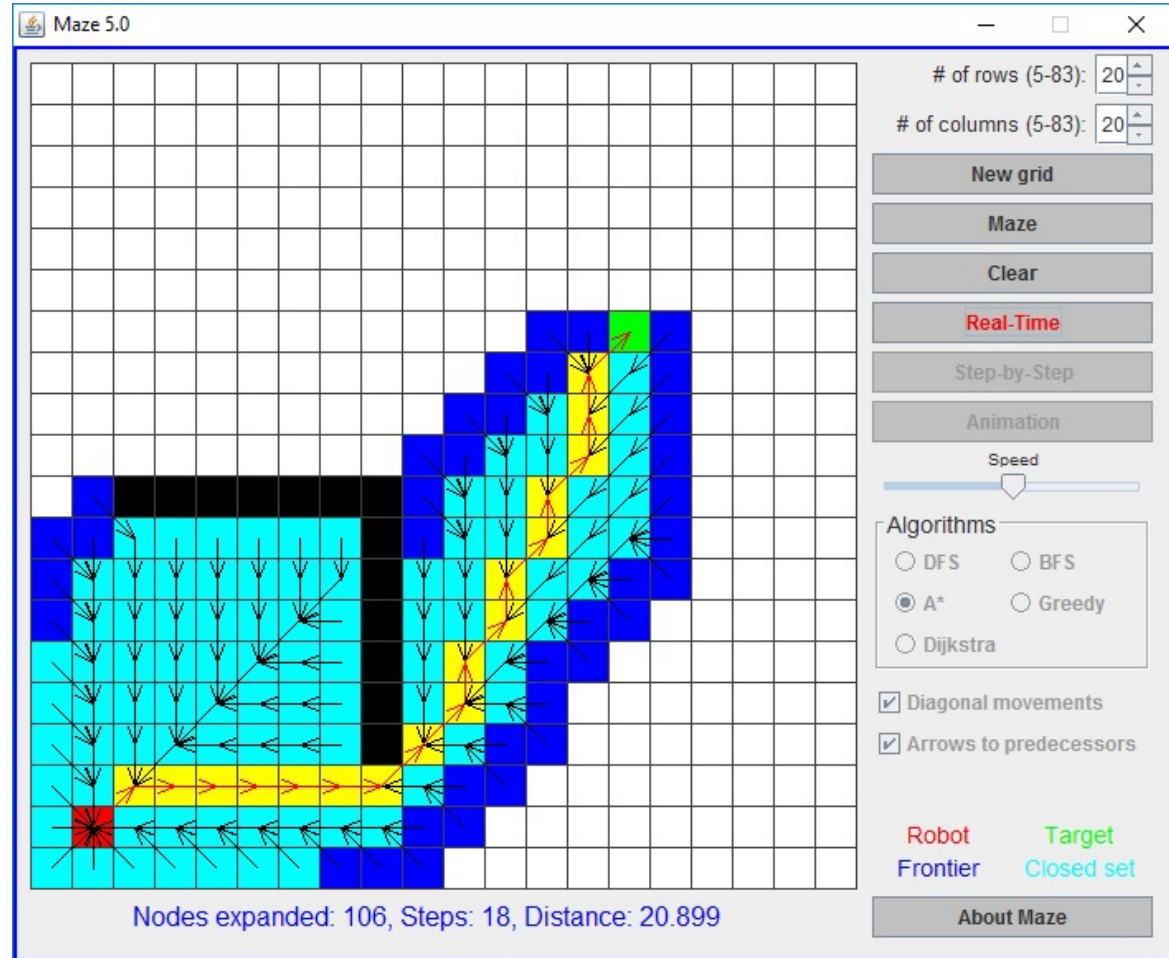 Maze 5.0
# of rows (5-83): 20
# of columns (5-83): 20
New grid
Maze
Clear
Real-Time
Step-by-Step
Animation
Speed
Algorithms
DFS BFS
A* Greedy
Dijkstra
Diagonal movements
Arrows to predecessors
Robot Target
Frontier Closed set
About Maze
Nodes expanded: 106, Steps: 18, Distance: 20.899